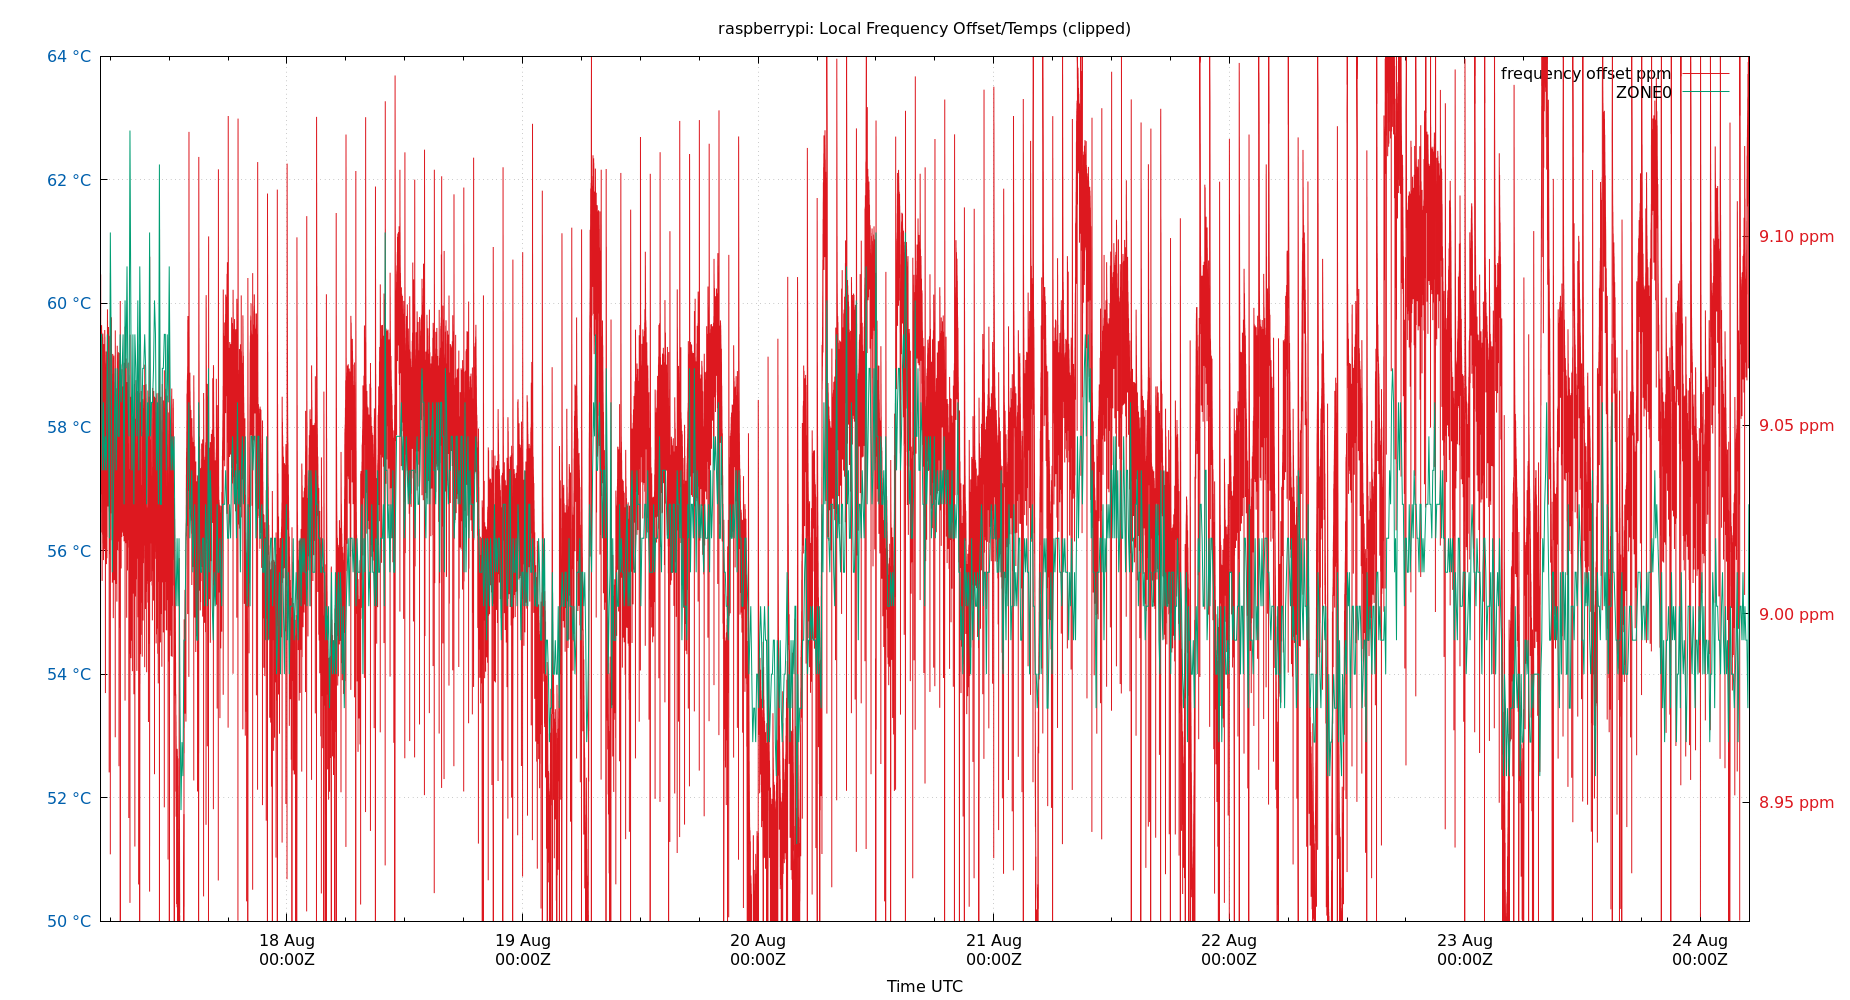 raspberrypi: Local Frequency Offset/Temps (clipped)
64 °C
62 °C
60 °C
58 °C
56 °C
54 °C
52 °C
50 °C
frequency offset ppm
ZONE0
9.10 ppm
9.05 ppm
9.00 ppm
8.95 ppm
18 Aug
00:00Z
19 Aug
00:00Z
20 Aug
00:00Z
21 Aug
00:00Z
22 Aug
00:00Z
23 Aug
00:00Z
24 Aug
00:00Z
Time UTC